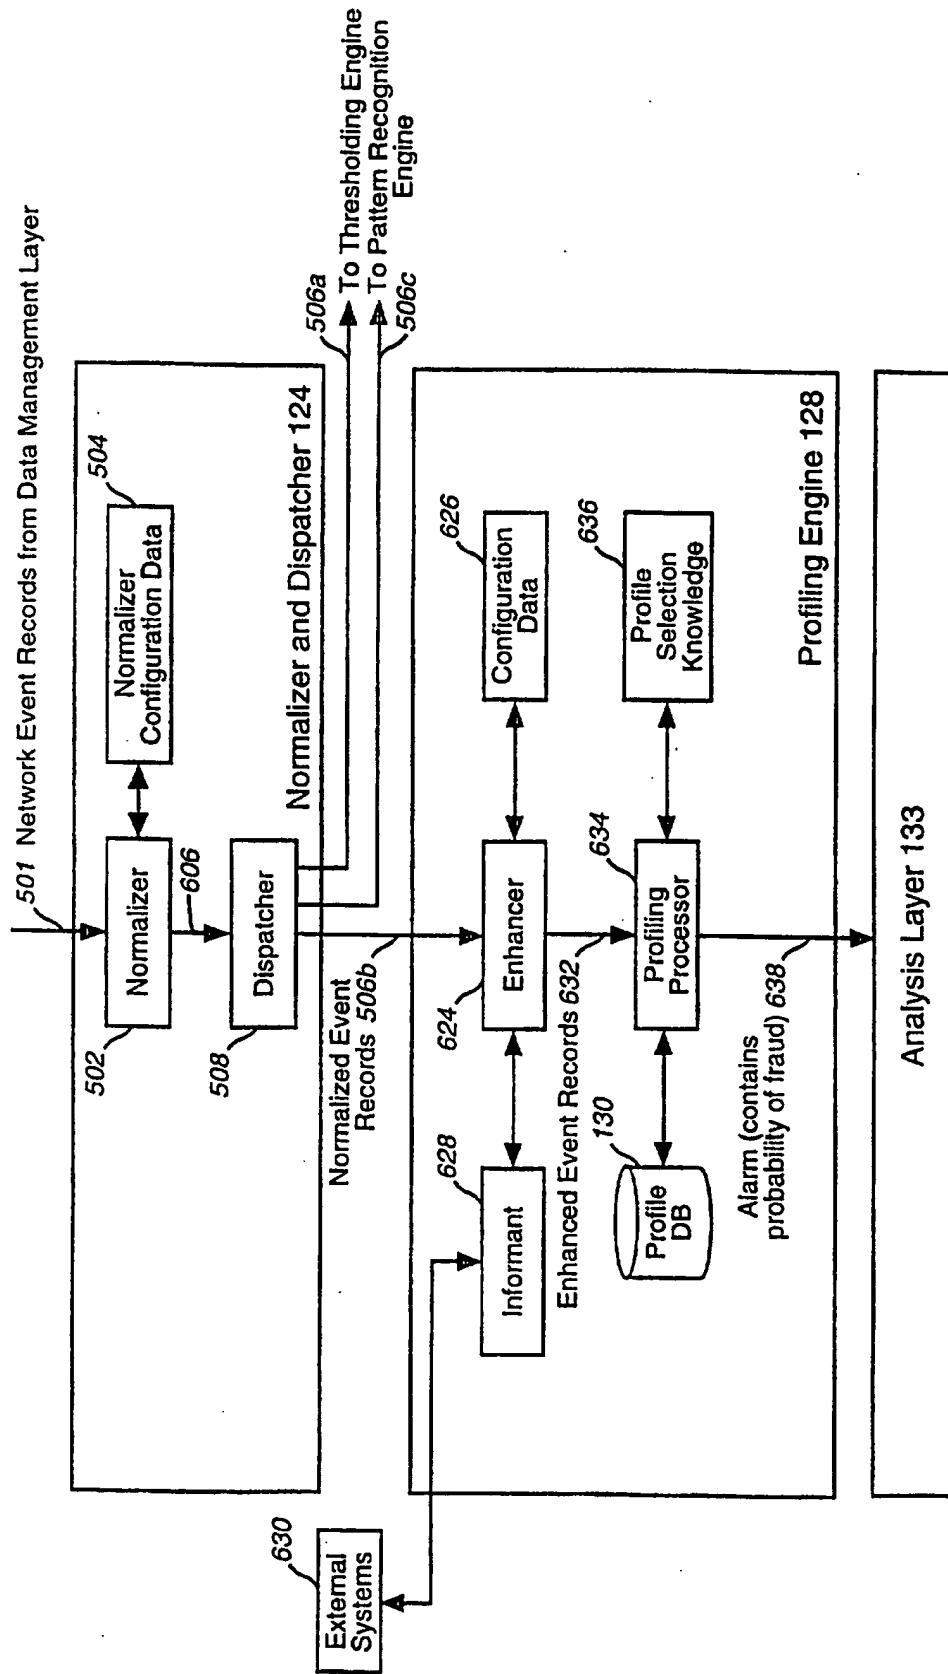 501 Network Event Records from Data Management Layer
504
Normalizer
Configuration Data
Normalizer
502
606
Dispatcher
508
Normalizer and Dispatcher 124
506a
To Thresholding Engine
To Pattern Recognition
Engine
506c
Normalized Event
Records 506b
630
External
Systems
628
Informant
624
Enhancer
626
Configuration
Data
Enhanced Event Records 632
130
Profile
DB
634
Profiling
Processor
636
Profile
Selection
Knowledge
Profiling Engine 128
Alarm (contains
probability of fraud) 638
Analysis Layer 133